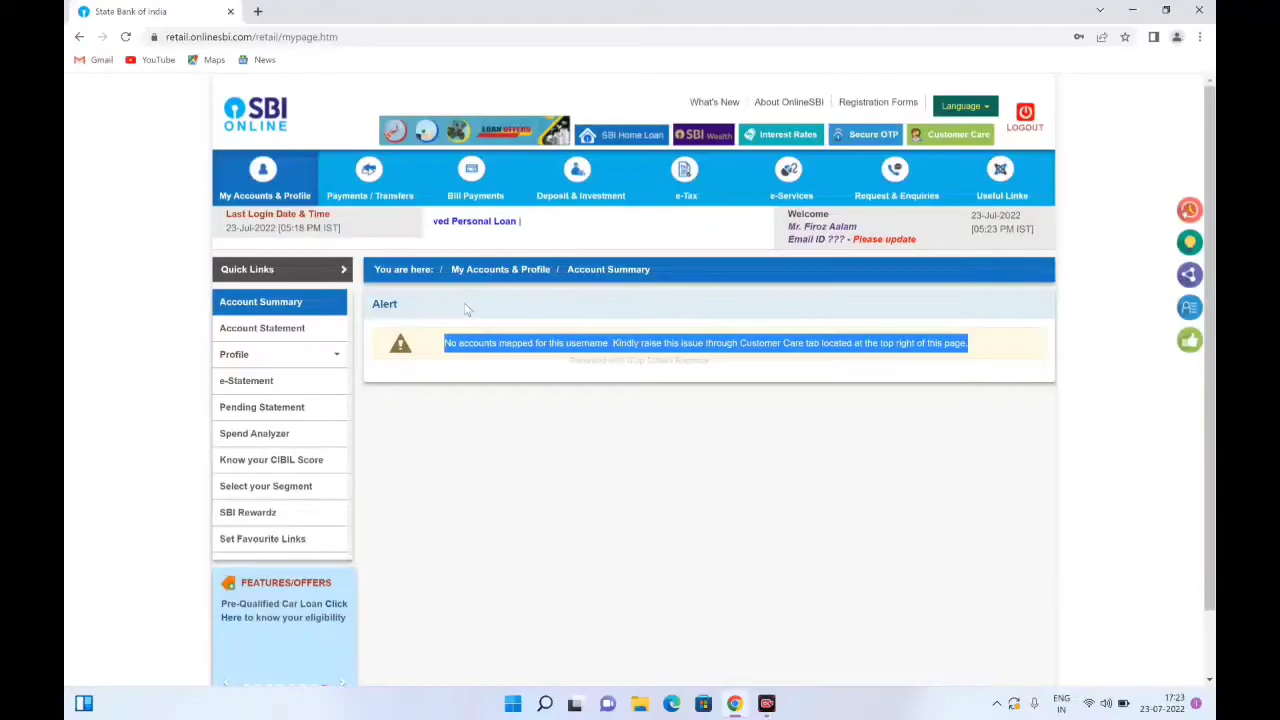 State Bank of India
retail.onlinesbi.com/retail/mypage.htm
Gmail YouTube Maps News
SBI
ONLINE
What's New About OnlineSBI Registration Forms Language
LOGOUT
LOAN OFFERS SBI Home Loan SBI Wealth Interest Rates Secure OTP Customer Care
My Accounts & Profile Payments / Transfers Bill Payments Deposit & Investment e-Tax e-Services Request & Enquiries Useful Links
Last Login Date & Time
23-Jul-2022 [05:18 PM IST]
ved Personal Loan |
Welcome
Mr. Firoz Aalam
Email ID ??? - Please update
23-Jul-2022
[05:23 PM IST]
Quick Links
You are here: / My Accounts & Profile / Account Summary
Account Summary
Account Statement
Profile
e-Statement
Pending Statement
Spend Analyzer
Know your CIBIL Score
Select your Segment
SBI Rewardz
Set Favourite Links
Alert
No accounts mapped for this username. Kindly raise this issue through Customer Care tab located at the top right of this page.
FEATURES/OFFERS
Pre-Qualified Car Loan Click
Here to know your eligibility
ENG
IN
17:23
23-07-2022